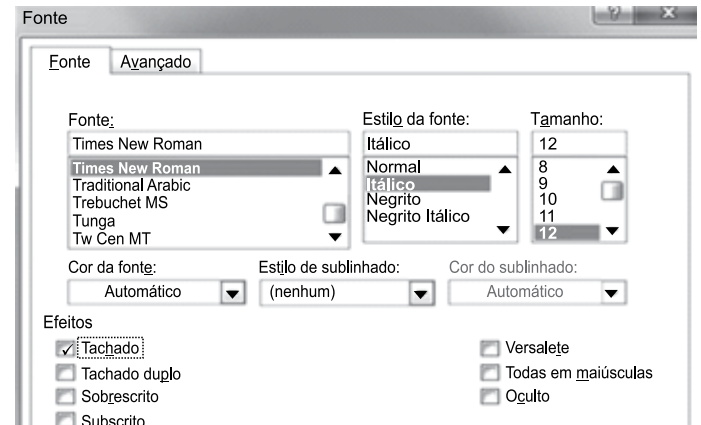 Fonte
Fonte Avançado
Fonte: Estilo da fonte: Tamanho:
Times New Roman Itálico 12
Times New Roman Normal 8
Traditional Arabic Itálico 9
Trebuchet MS Negrito 10
Tunga Negrito Itálico 11
Tw Cen MT 12
Cor da fonte: Estilo de sublinhado: Cor do sublinhado:
Automático (nenhum) Automático
Efeitos
Tachado Versalete
Tachado duplo Todas em maiúsculas
Sobrescrito Oculto
Subscrito